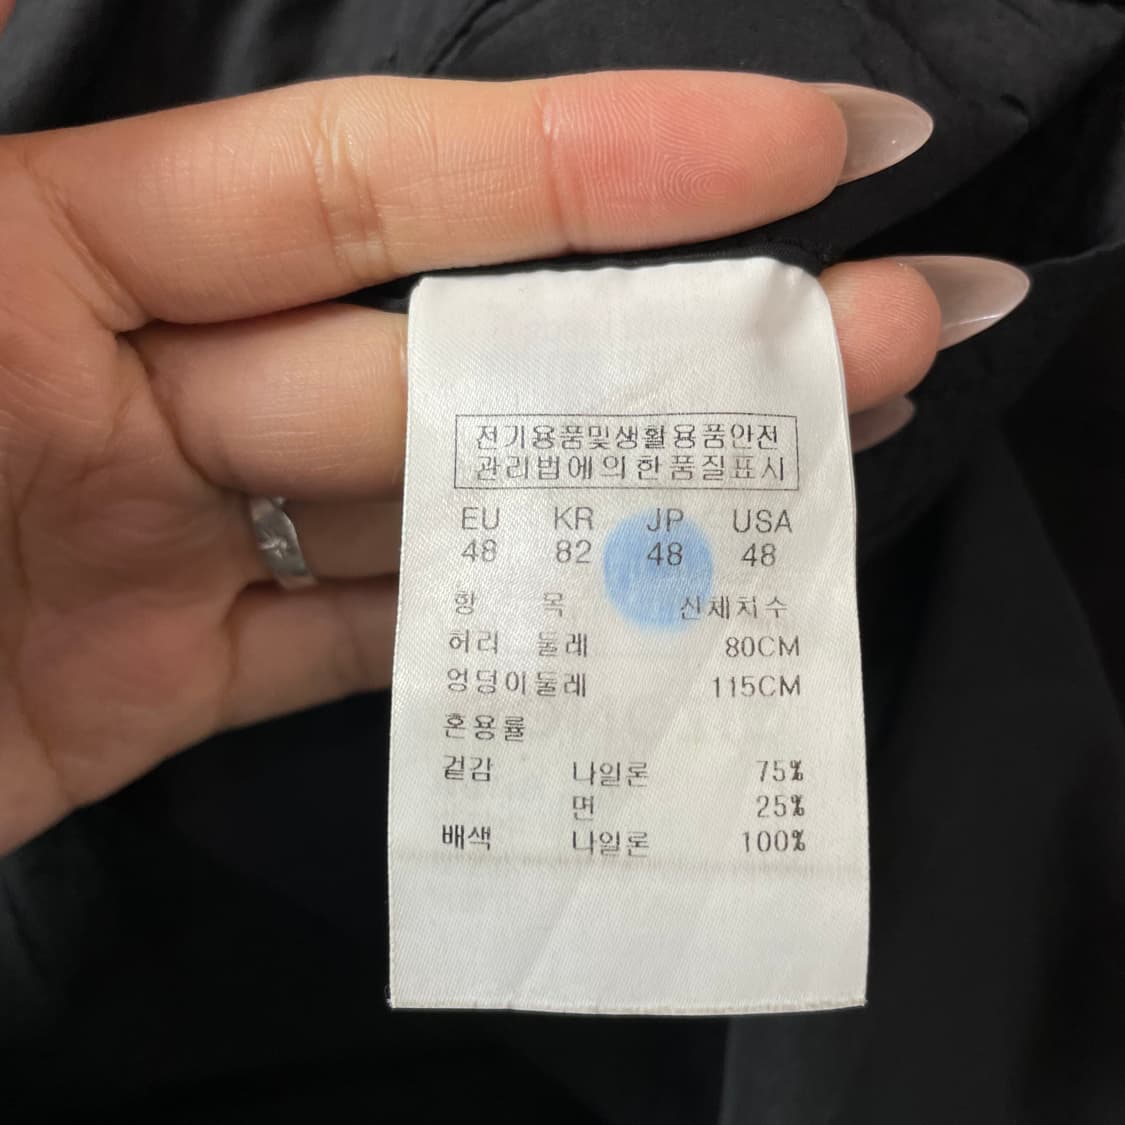 전기용품및생활용품안전
관리법에의한품질표시
EU KR JP USA
48 82 48 48
항 목 신체치수
허리 둘레 80CM
엉덩이둘레 115CM
혼용률
겉감 나일론 75%
면 25%
배색 나일론 100%